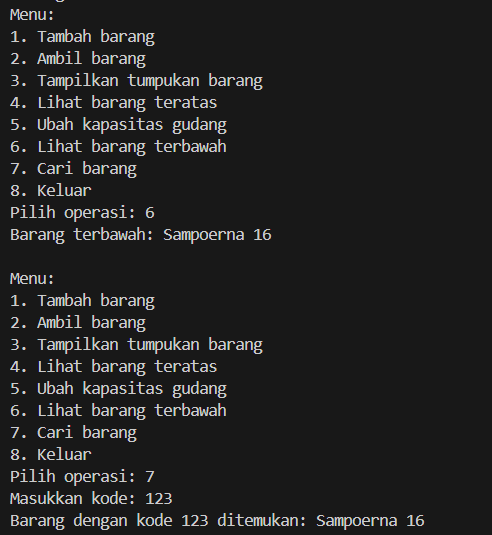 Menu:
1. Tambah barang
2. Ambil barang
3. Tampilkan tumpukan barang
4. Lihat barang teratas
5. Ubah kapasitas gudang
6. Lihat barang terbawah
7. Cari barang
8. Keluar
Pilih operasi: 6
Barang terbawah: Sampoerna 16

Menu:
1. Tambah barang
2. Ambil barang
3. Tampilkan tumpukan barang
4. Lihat barang teratas
5. Ubah kapasitas gudang
6. Lihat barang terbawah
7. Cari barang
8. Keluar
Pilih operasi: 7
Masukkan kode: 123
Barang dengan kode 123 ditemukan: Sampoerna 16